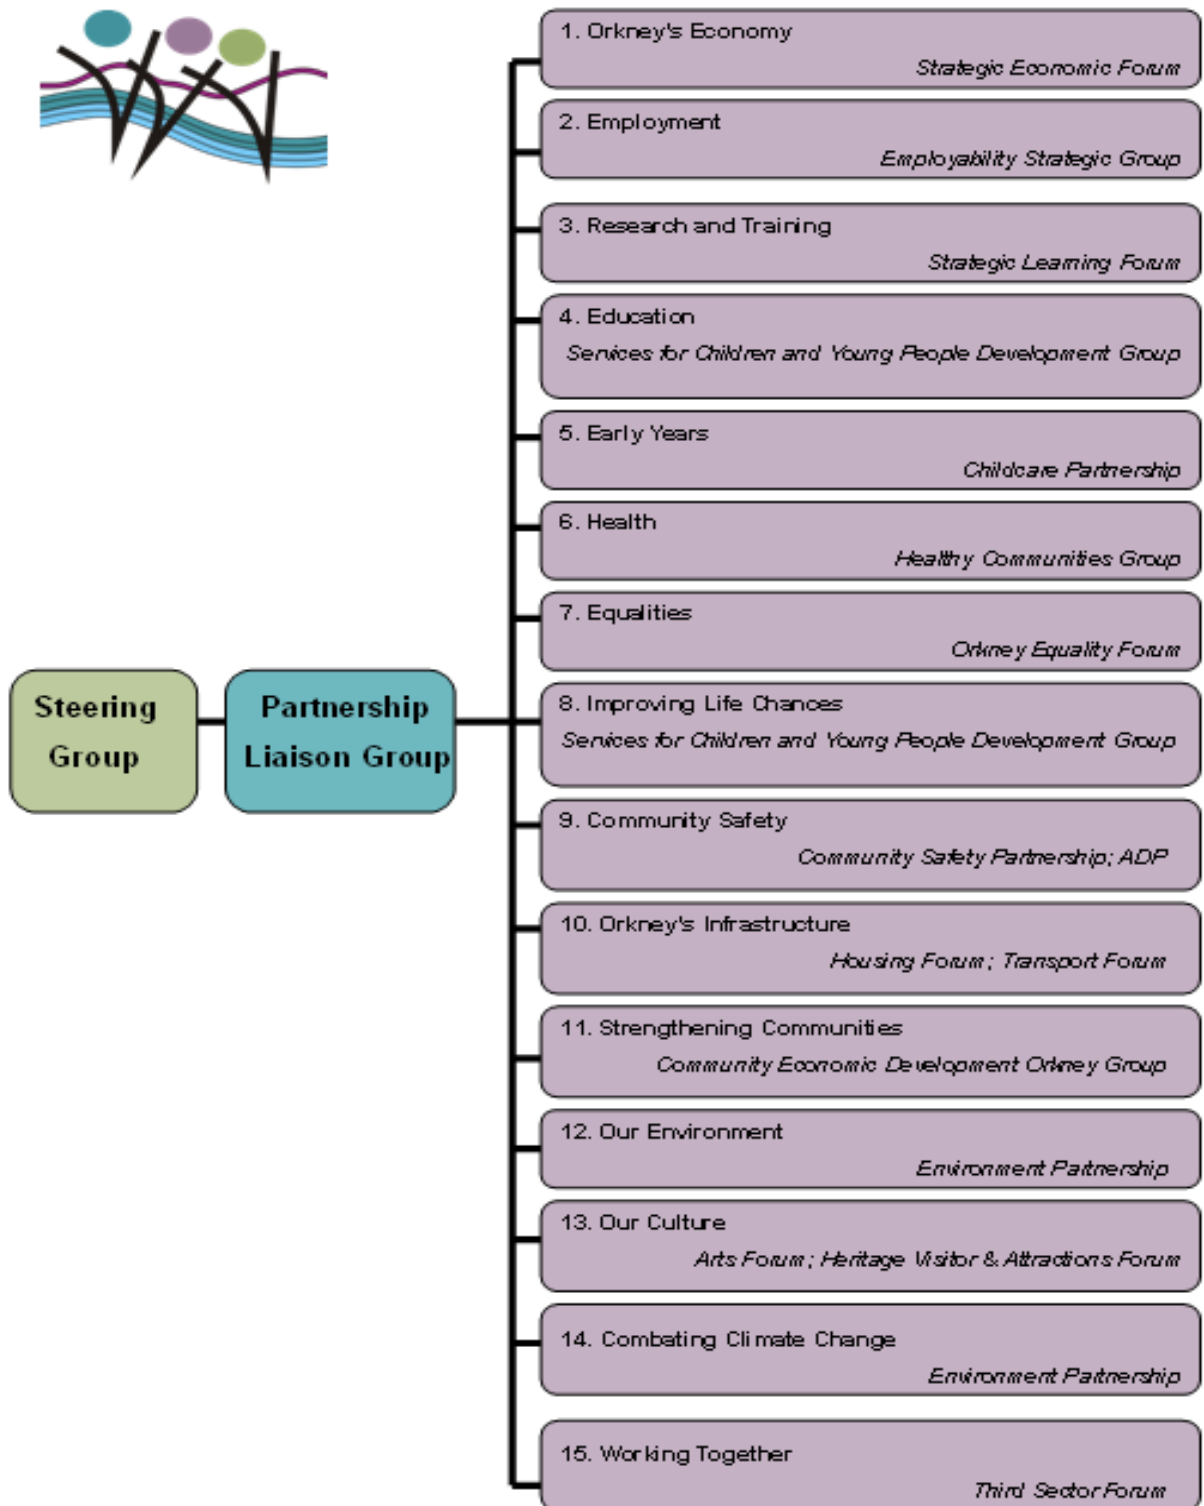 1. Orkney's Economy
Strategic Economic Forum
2. Employment
Employability Strategic Group
3. Research and Training
Strategic Learning Forum
4. Education
Services for Children and Young People Development Group
5. Early Years
Childcare Partnership
6. Health
Healthy Communities Group
7. Equalities
Orkney Equality Forum
Steering
Group
Partnership
Liaison Group
8. Improving Life Chances
Services for Children and Young People Development Group
9. Community Safety
Community Safety Partnership; ADP
10. Orkney's Infrastructure
Housing Forum; Transport Forum
11. Strengthening Communities
Community Economic Development Orkney Group
12. Our Environment
Environment Partnership
13. Our Culture
Arts Forum; Heritage Visitor & Attractions Forum
14. Combating Climate Change
Environment Partnership
15. Working Together
Third Sector Forum